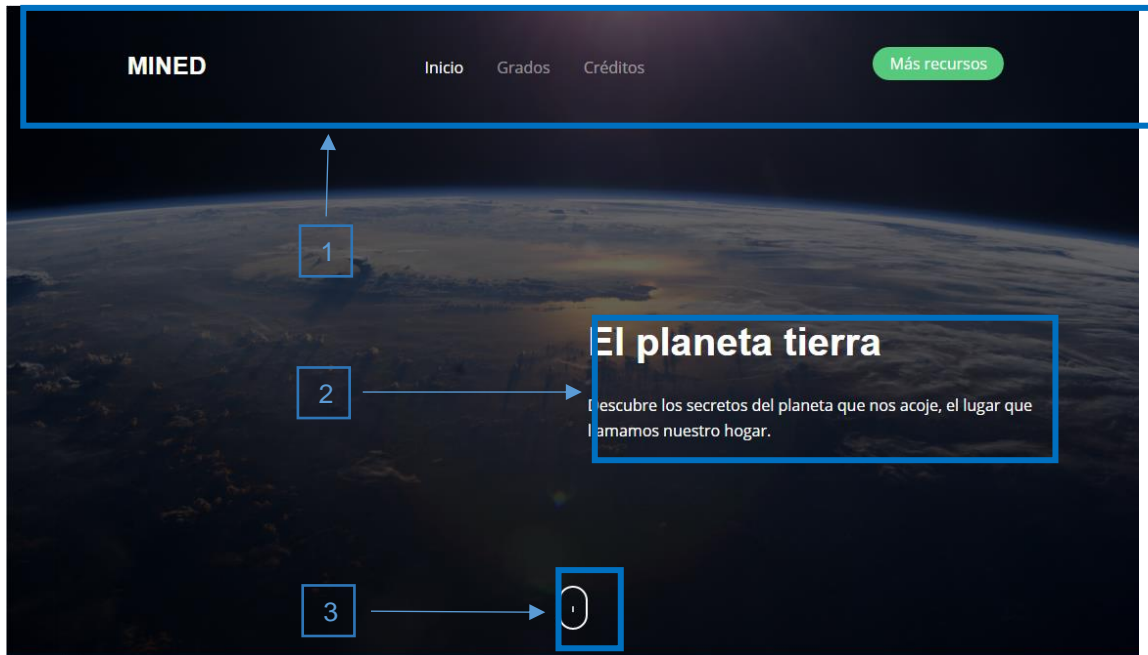 MINED
Inicio Grados Créditos
Más recursos
1
El planeta tierra
2
Descubre los secretos del planeta que nos acoje, el lugar que
llamamos nuestro hogar.
3